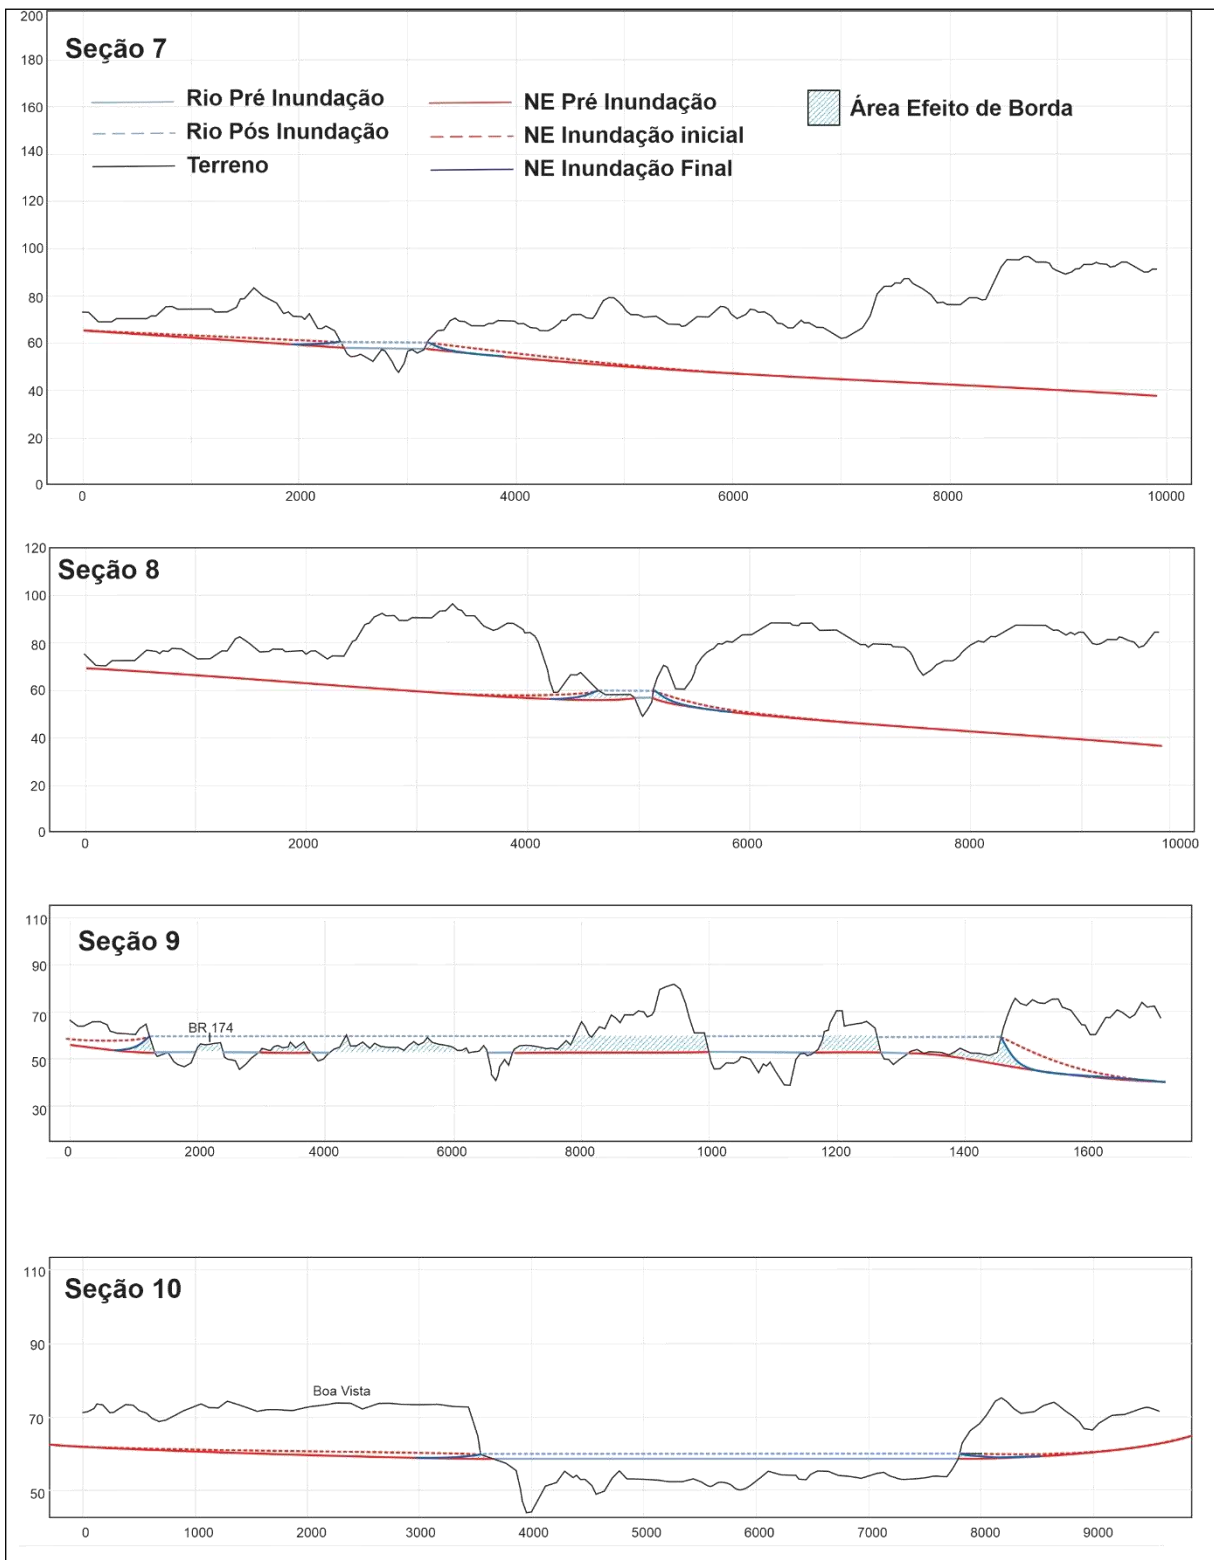 200
Seção 7
180
Rio Pré Inundação NE Pré Inundação Área Efeito de Borda
160
Rio Pós Inundação NE Inundação inicial
140
Terreno NE Inundação Final
120
100
80
60
40
20
0
0 2000 4000 6000 8000 10000
120
Seção 8
100
80
60
40
20
0
0 2000 4000 6000 8000 10000
110
Seção 9
90
70
BR 174
50
30
0 2000 4000 6000 8000 1000 1200 1400 1600
110
Seção 10
90
Boa Vista
70
50
0 1000 2000 3000 4000 5000 6000 7000 8000 9000